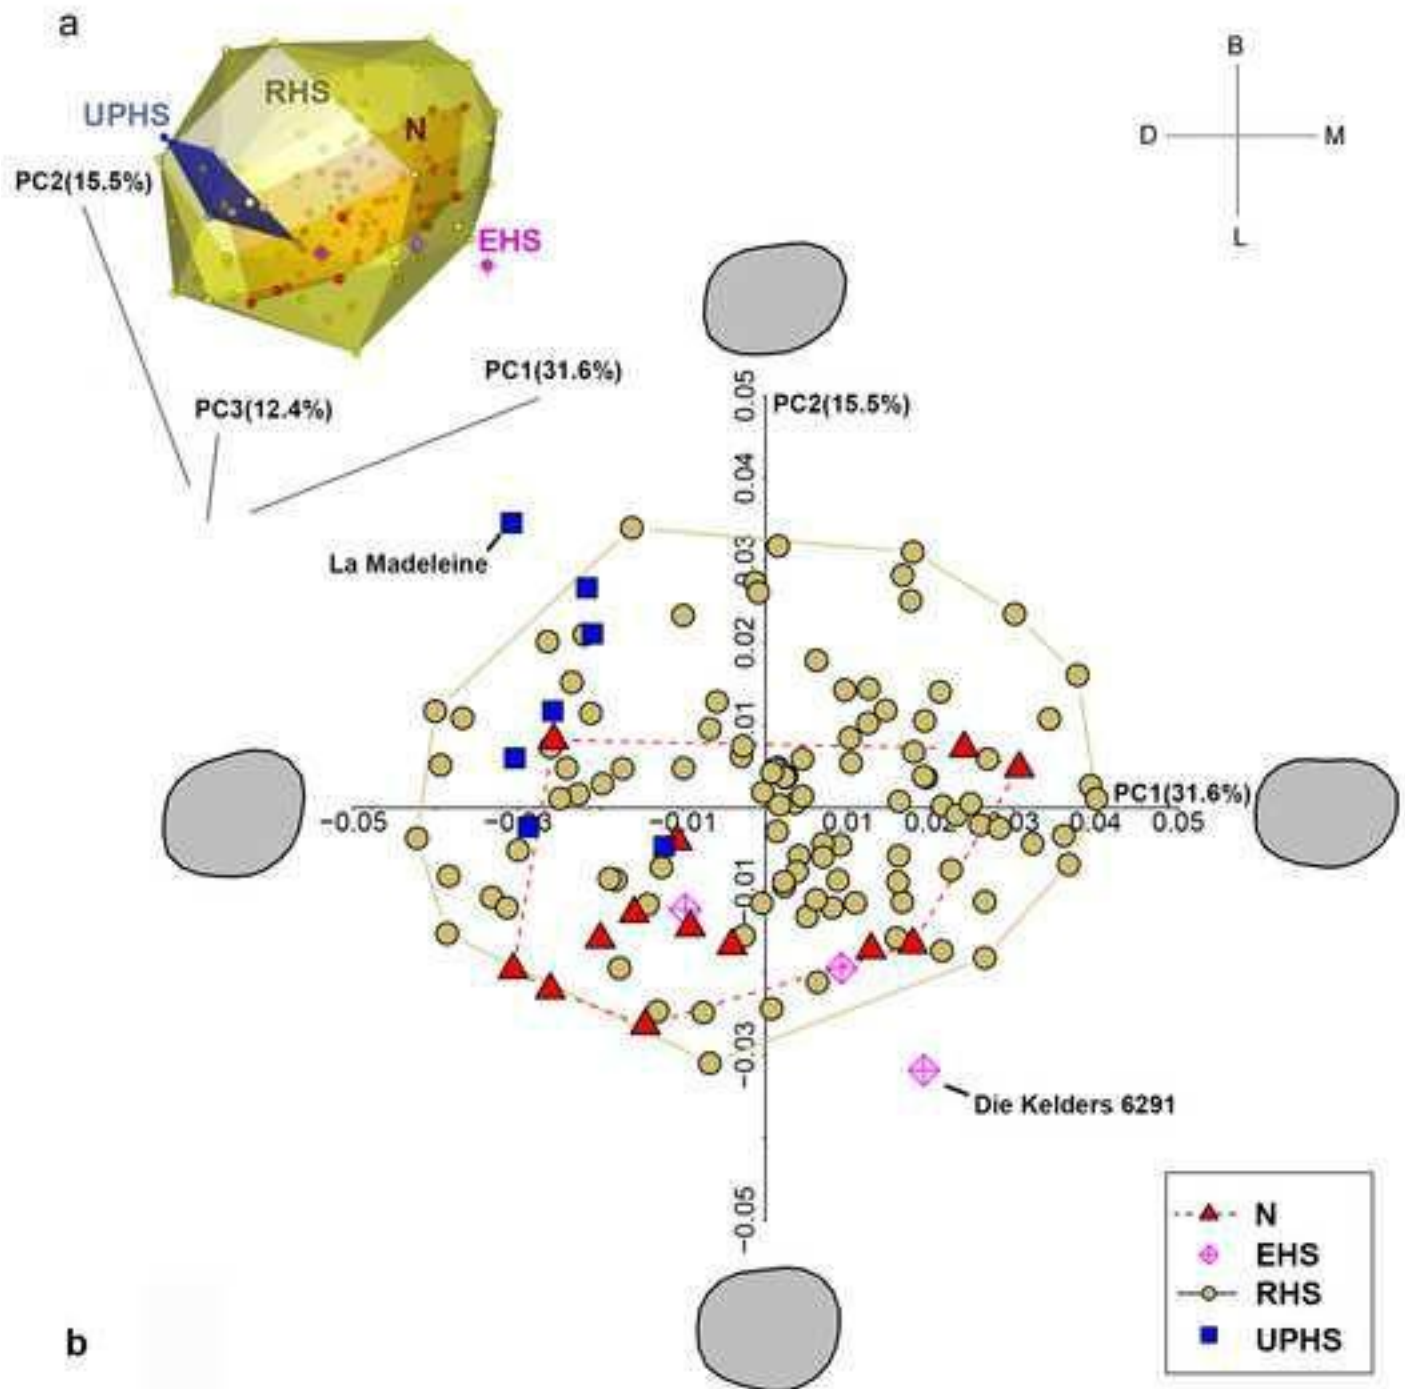 a
B
RHS
UPHS
N
D M
PC2(15.5%)
L
EHS
PC1(31.6%)
PC3(12.4%)
PC2(15.5%)
0.05
0.04
La Madeleine
0.03
0.02
0.01
PC1(31.6%)
−0.05 −0.03 −0.01 0.01 0.02 0.03 0.04 0.05
−0.01
−0.03
Die Kelders 6291
−0.05
N
EHS
RHS
UPHS
b